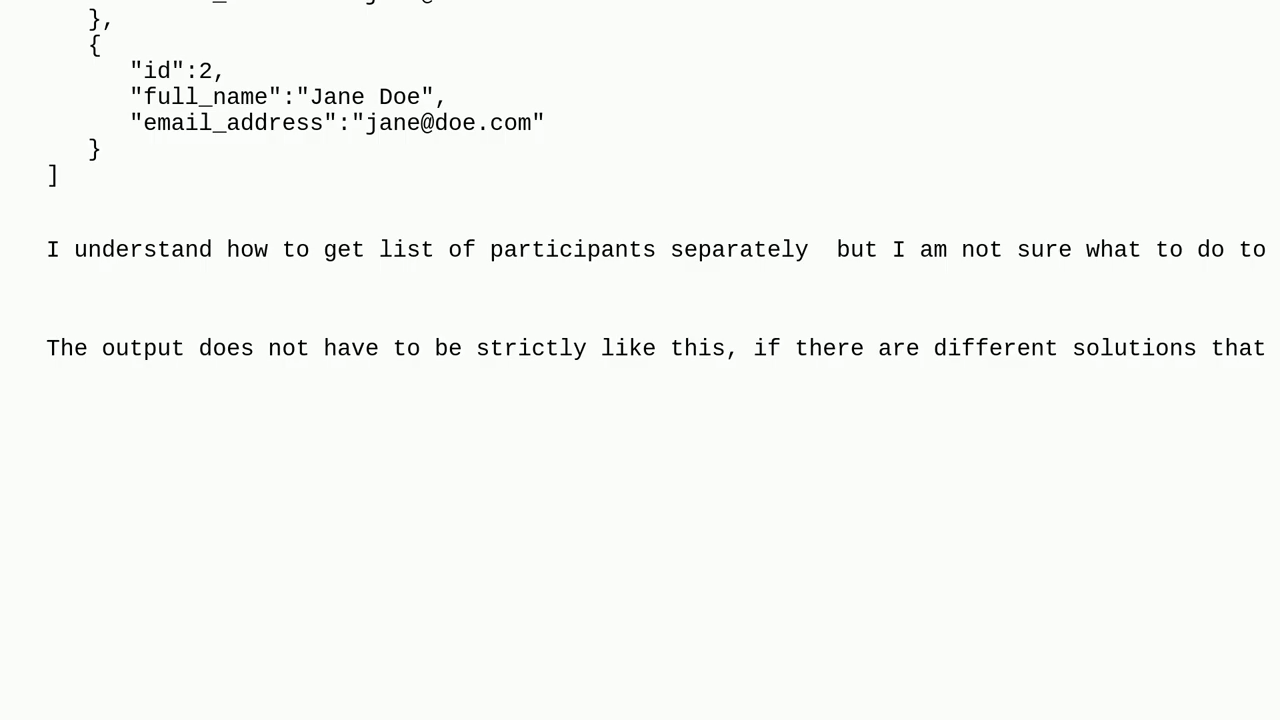 },
{
"id":2,
"full_name":"Jane Doe",
"email_address":"jane@doe.com"
}
]
I understand how to get list of participants separately  but I am not sure what to do to
The output does not have to be strictly like this, if there are different solutions that